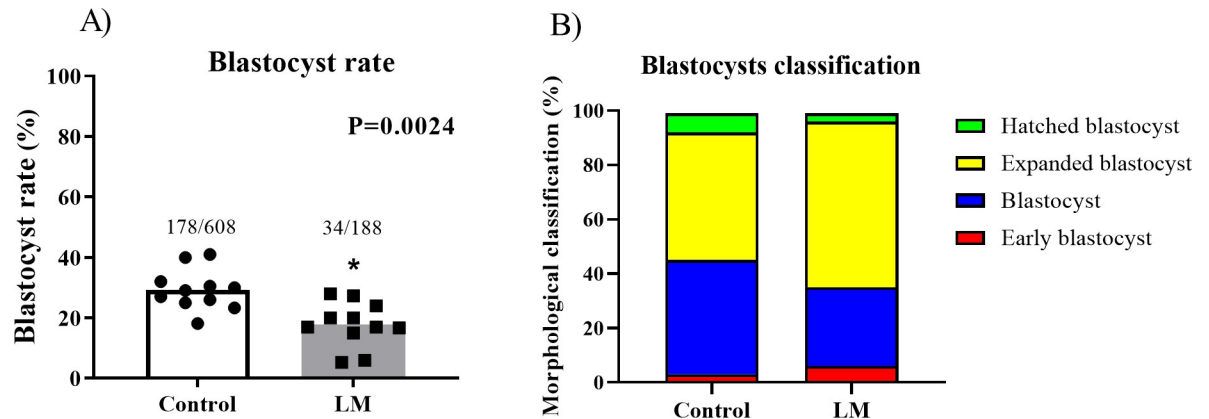 A)
Blastocyst rate
Blastocyst rate (%)
100
80
60
40
20
0
P=0.0024
178/608
34/188
*
Control
LM
B)
Blastocysts classification
Morphological classification (%)
100
80
60
40
20
0
Control
LM
Hatched blastocyst
Expanded blastocyst
Blastocyst
Early blastocyst